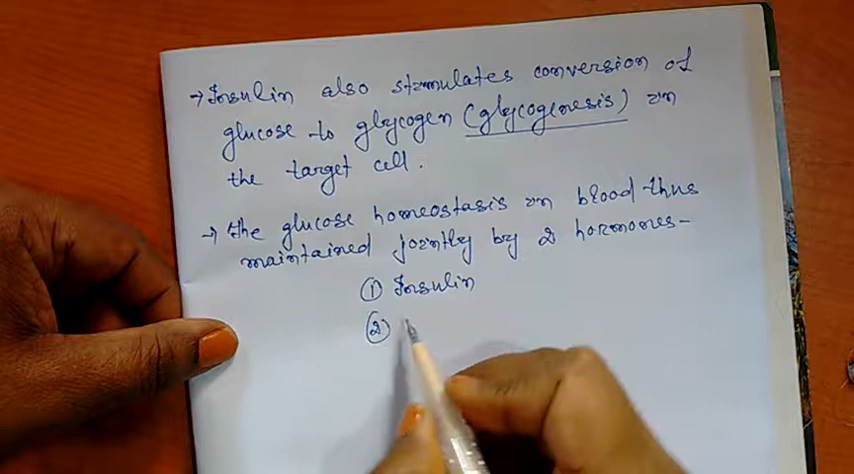 → Insulin also stimulates conversion of
glucose to glycogen (glycogenesis) in
the target cell.
→ the glucose homeostasis in blood thus
maintained jointly by 2 hormones-
① Insulin
②